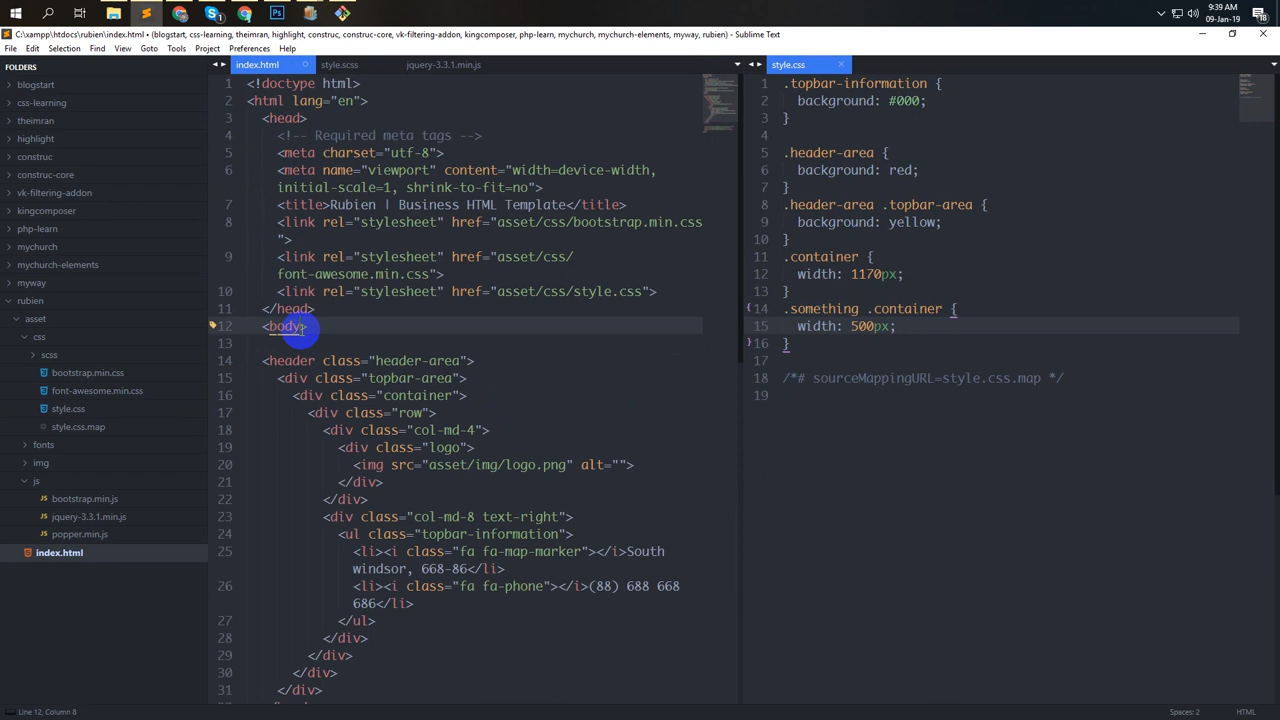 9:39 AM
09-Jan-19
18
C:\xampp\htdocs\rubien\index.html • (blogstart, css-learning, theimran, highlight, construc, construc-core, vk-filtering-addon, kingcomposer, php-learn, mychurch, mychurch-elements, myway, rubien) - Sublime Text
File Edit Selection Find View Goto Tools Project Preferences Help
FOLDERS
blogstart
css-learning
theimran
highlight
construc
construc-core
vk-filtering-addon
kingcomposer
php-learn
mychurch
mychurch-elements
myway
rubien
asset
css
scss
bootstrap.min.css
font-awesome.min.css
style.css
style.css.map
fonts
img
js
JS bootstrap.min.js
JS jquery-3.3.1.min.js
JS popper.min.js
index.html
index.html style.scss jquery-3.3.1.min.js
1 <!doctype html>
2 <html lang="en">
3 <head>
4 <!-- Required meta tags -->
5 <meta charset="utf-8">
6 <meta name="viewport" content="width=device-width,
initial-scale=1, shrink-to-fit=no">
7 <title>Rubien | Business HTML Template</title>
8 <link rel="stylesheet" href="asset/css/bootstrap.min.css
">
9 <link rel="stylesheet" href="asset/css/
font-awesome.min.css">
10 <link rel="stylesheet" href="asset/css/style.css">
11 </head>
12 <body>
13
14 <header class="header-area">
15 <div class="topbar-area">
16 <div class="container">
17 <div class="row">
18 <div class="col-md-4">
19 <div class="logo">
20 <img src="asset/img/logo.png" alt="">
21 </div>
22 </div>
23 <div class="col-md-8 text-right">
24 <ul class="topbar-information">
25 <li><i class="fa fa-map-marker"></i>South
windsor, 668-86</li>
26 <li><i class="fa fa-phone"></i>(88) 688 668
686</li>
27 </ul>
28 </div>
29 </div>
30 </div>
31 </div>
style.css
1 .topbar-information {
2 background: #000;
3 }
4
5 .header-area {
6 background: red;
7 }
8 .header-area .topbar-area {
9 background: yellow;
10 }
11 .container {
12 width: 1170px;
13 }
14 .something .container {
15 width: 500px;
16 }
17
18 /*# sourceMappingURL=style.css.map */
19
Line 12, Column 8
Spaces: 2
HTML